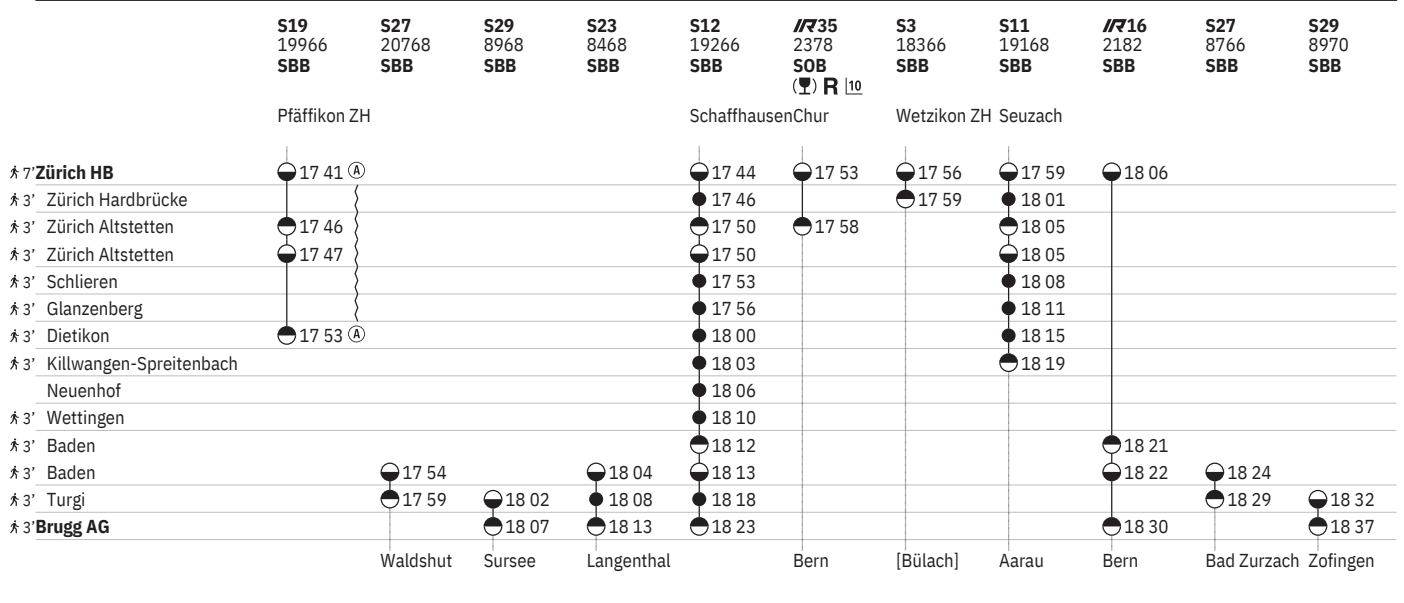 S19 S27 S29 S23 S12 IR35 S3 S11 IR16 S27 S29
19966 20768 8968 8468 19266 2378 18366 19168 2182 8766 8970
SBB SBB SBB SBB SBB SOB SBB SBB SBB SBB SBB
R 10
Pfäffikon ZH Schaffhausen Chur Wetzikon ZH Seuzach
7' Zürich HB 17 41 A 17 44 17 53 17 56 17 59 18 06
3' Zürich Hardbrücke 17 46 17 59 18 01
3' Zürich Altstetten 17 46 17 50 17 58 18 05
3' Zürich Altstetten 17 47 17 50 18 05
3' Schlieren 17 53 18 08
3' Glanzenberg 17 56 18 11
3' Dietikon 17 53 A 18 00 18 15
3' Killwangen-Spreitenbach 18 03 18 19
Neuenhof 18 06
3' Wettingen 18 10
3' Baden 18 12 18 21
3' Baden 17 54 18 04 18 13 18 22 18 24
3' Turgi 17 59 18 02 18 08 18 18 18 29 18 32
3' Brugg AG 18 07 18 13 18 23 18 30 18 37
Waldshut Sursee Langenthal Bern [Bülach] Aarau Bern Bad Zurzach Zofingen